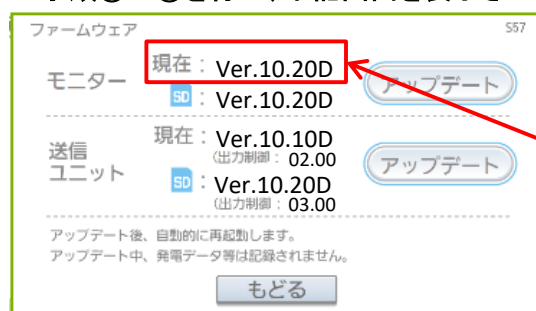 ファームウェア
S57
モニター
現在：Ver.10.20D
SD：Ver.10.20D
アップデート
送信
ユニット
現在：Ver.10.10D
（出力制御：02.00
SD：Ver.10.20D
（出力制御：03.00
アップデート
アップデート後、自動的に再起動します。
アップデート中、発電データ等は記録されません。
もどる